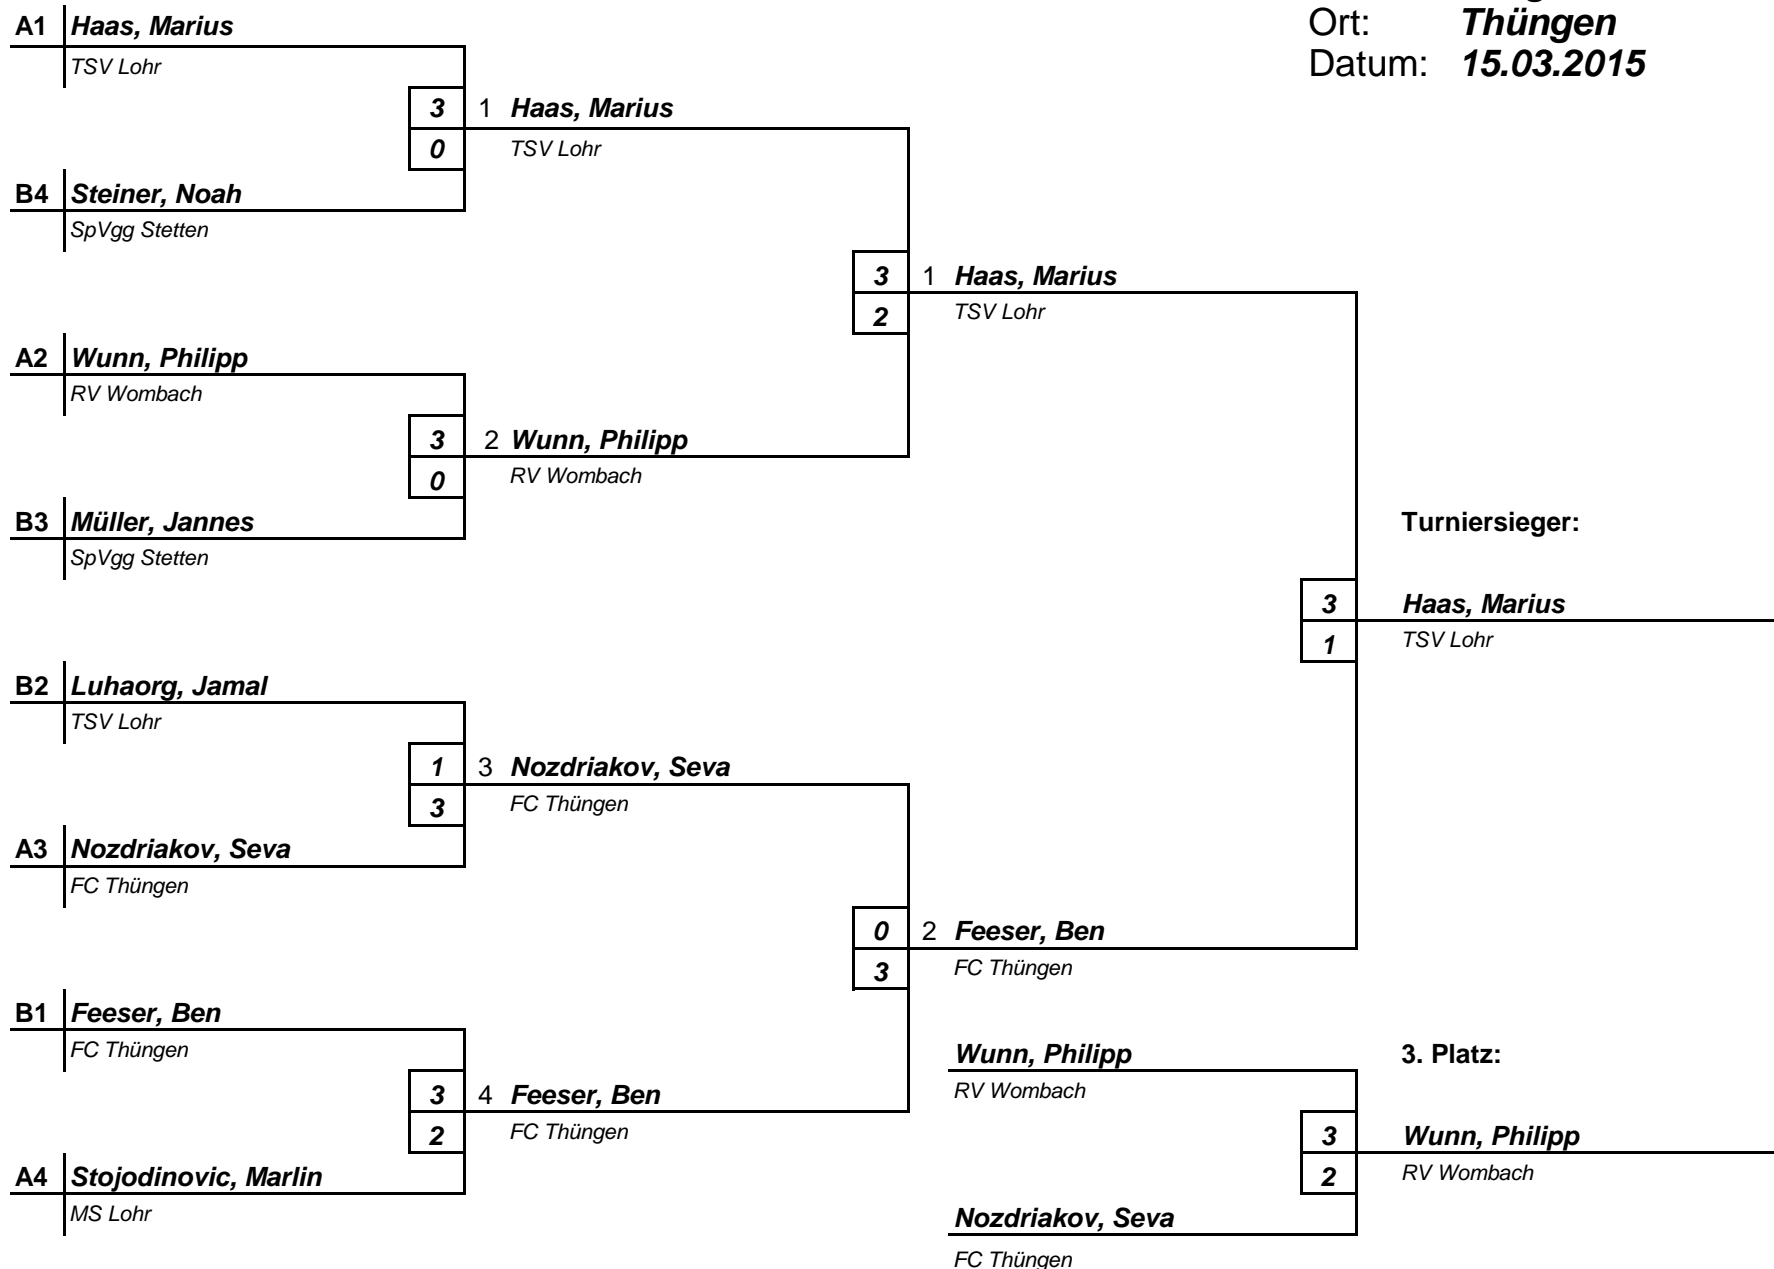 Ort: Thüngen
Datum: 15.03.2015
A1 Haas, Marius
TSV Lohr
3 1 Haas, Marius
0 TSV Lohr
B4 Steiner, Noah
SpVgg Stetten
3 1 Haas, Marius
2 TSV Lohr
A2 Wunn, Philipp
RV Wombach
3 2 Wunn, Philipp
0 RV Wombach
B3 Müller, Jannes
SpVgg Stetten
Turniersieger:
3 Haas, Marius
1 TSV Lohr
B2 Luhaorg, Jamal
TSV Lohr
1 3 Nozdriakov, Seva
3 FC Thüngen
A3 Nozdriakov, Seva
FC Thüngen
0 2 Feeser, Ben
3 FC Thüngen
B1 Feeser, Ben
FC Thüngen
3 4 Feeser, Ben
2 FC Thüngen
A4 Stojodinovic, Marlin
MS Lohr
Wunn, Philipp
RV Wombach
3. Platz:
3 Wunn, Philipp
2 RV Wombach
Nozdriakov, Seva
FC Thüngen